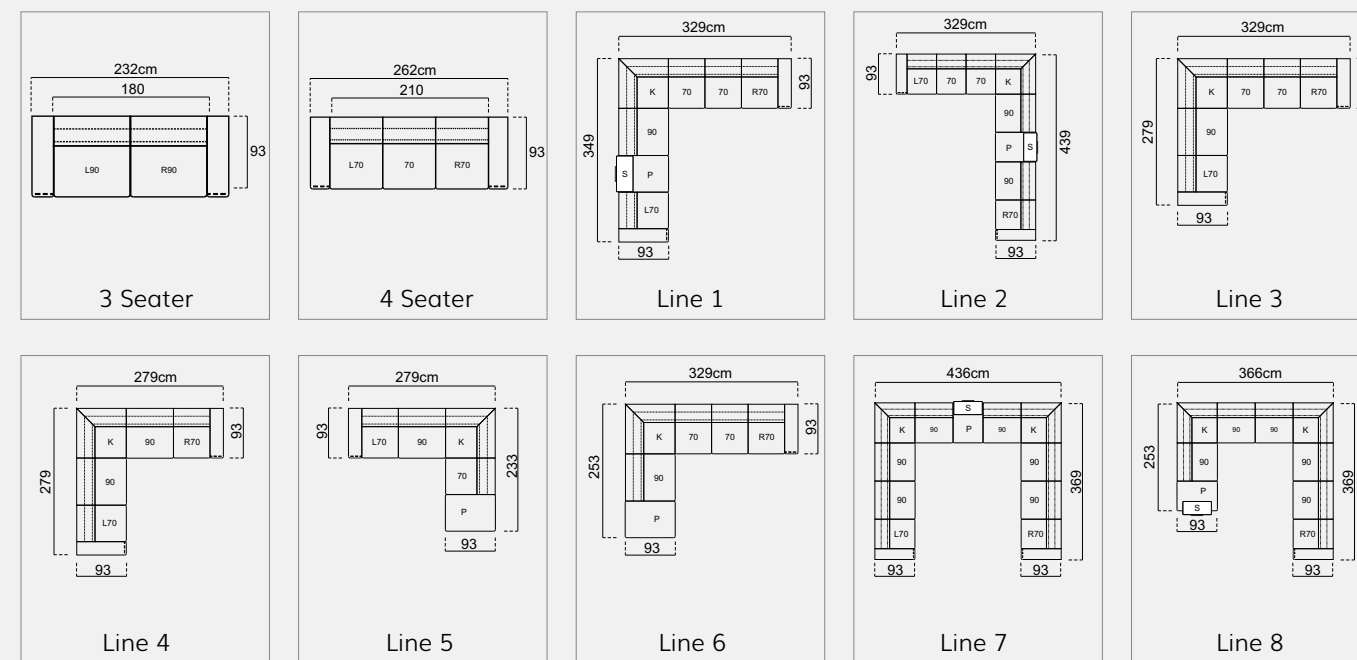 232cm
180
L90 R90
93
3 Seater
262cm
210
L70 70 R70
93
4 Seater
329cm
K 70 70 R70
93
349
90
S P
L70
93
Line 1
329cm
93
L70 70 70 K
90
P S
439
90
R70
93
Line 2
329cm
K 70 70 R70
279
90
L70
93
Line 3
279cm
K 90 R70
93
279
90
L70
93
Line 4
279cm
93
L70 90 K
70
233
P
93
Line 5
329cm
K 70 70 R70
93
253
90
P
93
Line 6
436cm
S
K 90 P 90 K
90 90
369
90 90
L70 R70
93 93
Line 7
366cm
K 90 90 K
253
90 90
P
90
369
S
93
R70
93
Line 8